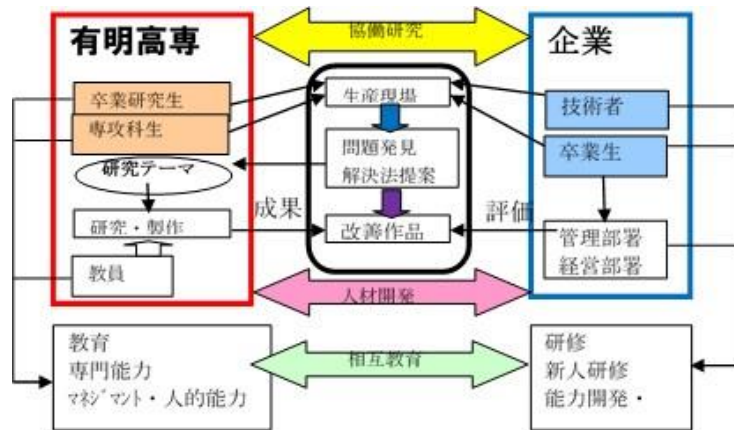 有明高専
協働研究
企業
卒業研究生
専攻科生
研究テーマ
研究・製作
教員
生産現場
問題発見
解決法提案
改善作品
成果
評価
技術者
卒業生
管理部署
経営部署
人材開発
教育
専門能力
マネジマント・人的能力
相互教育
研修
新人研修
能力開発・